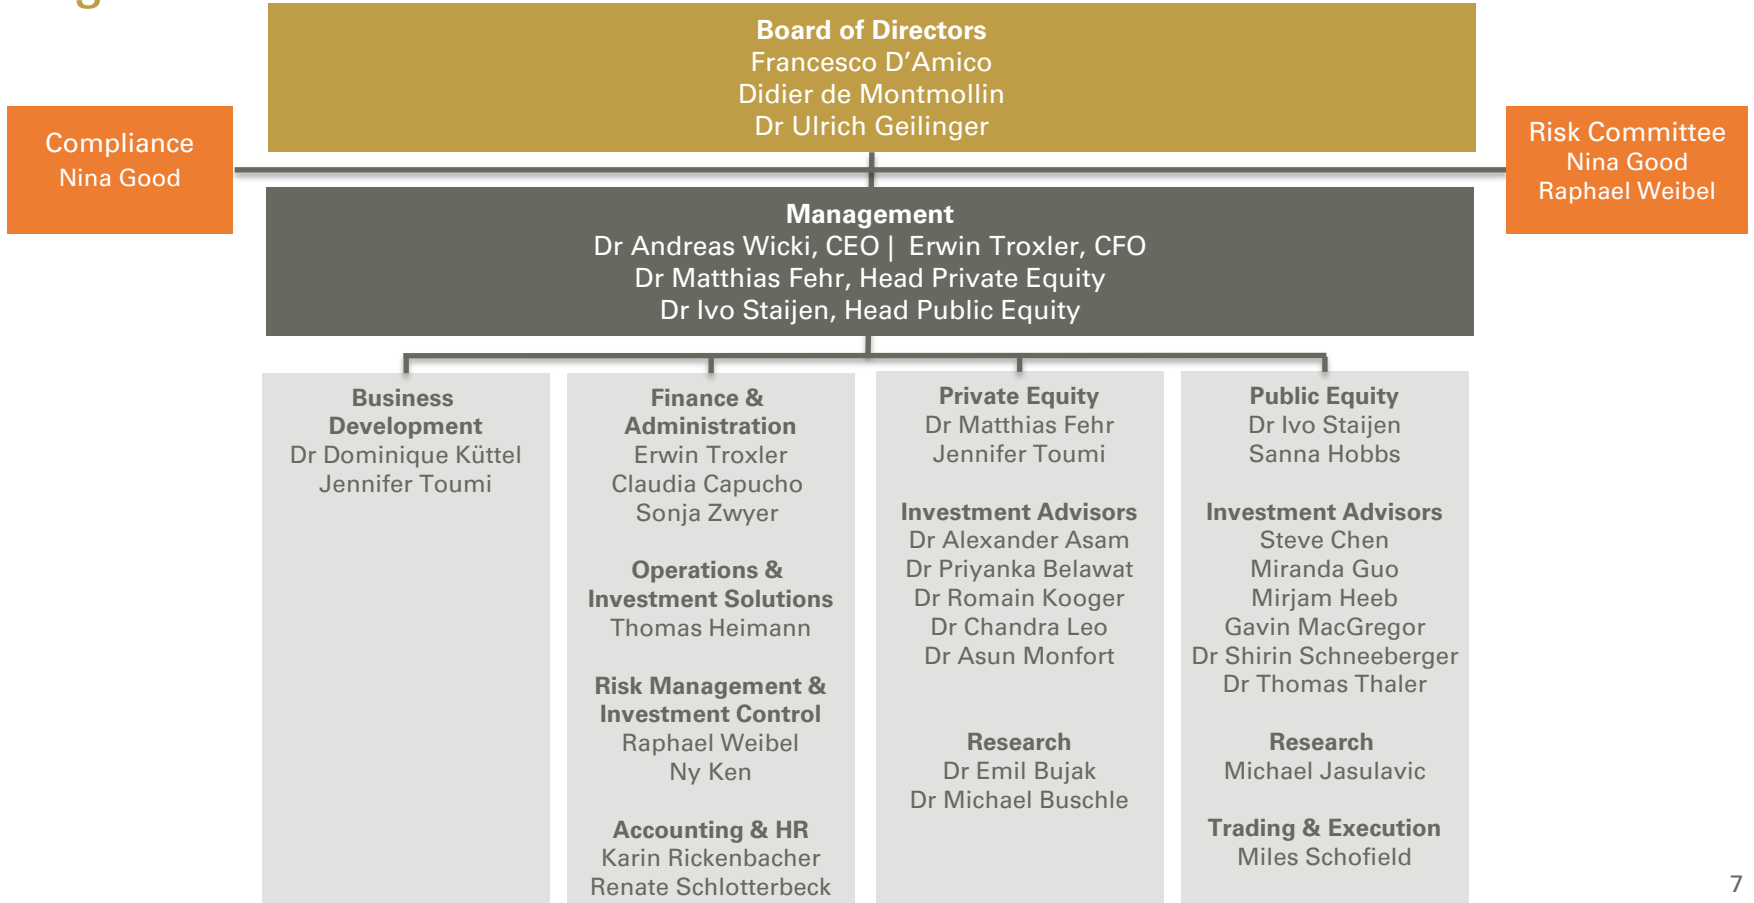 Board of Directors
Francesco D’Amico
Didier de Montmollin
Dr Ulrich Geilinger
Compliance
Nina Good
Risk Committee
Nina Good
Raphael Weibel
Management
Dr Andreas Wicki, CEO | Erwin Troxler, CFO
Dr Matthias Fehr, Head Private Equity
Dr Ivo Staijen, Head Public Equity
Business
Development
Dr Dominique Küttel
Jennifer Toumi
Finance &
Administration
Erwin Troxler
Claudia Capucho
Sonja Zwyer
Operations &
Investment Solutions
Thomas Heimann
Risk Management &
Investment Control
Raphael Weibel
Ny Ken
Accounting & HR
Karin Rickenbacher
Renate Schlotterbeck
Private Equity
Dr Matthias Fehr
Jennifer Toumi
Investment Advisors
Dr Alexander Asam
Dr Priyanka Belawat
Dr Romain Kooger
Dr Chandra Leo
Dr Asun Monfort
Research
Dr Emil Bujak
Dr Michael Buschle
Public Equity
Dr Ivo Staijen
Sanna Hobbs
Investment Advisors
Steve Chen
Miranda Guo
Mirjam Heeb
Gavin MacGregor
Dr Shirin Schneeberger
Dr Thomas Thaler
Research
Michael Jasulavic
Trading & Execution
Miles Schofield
7